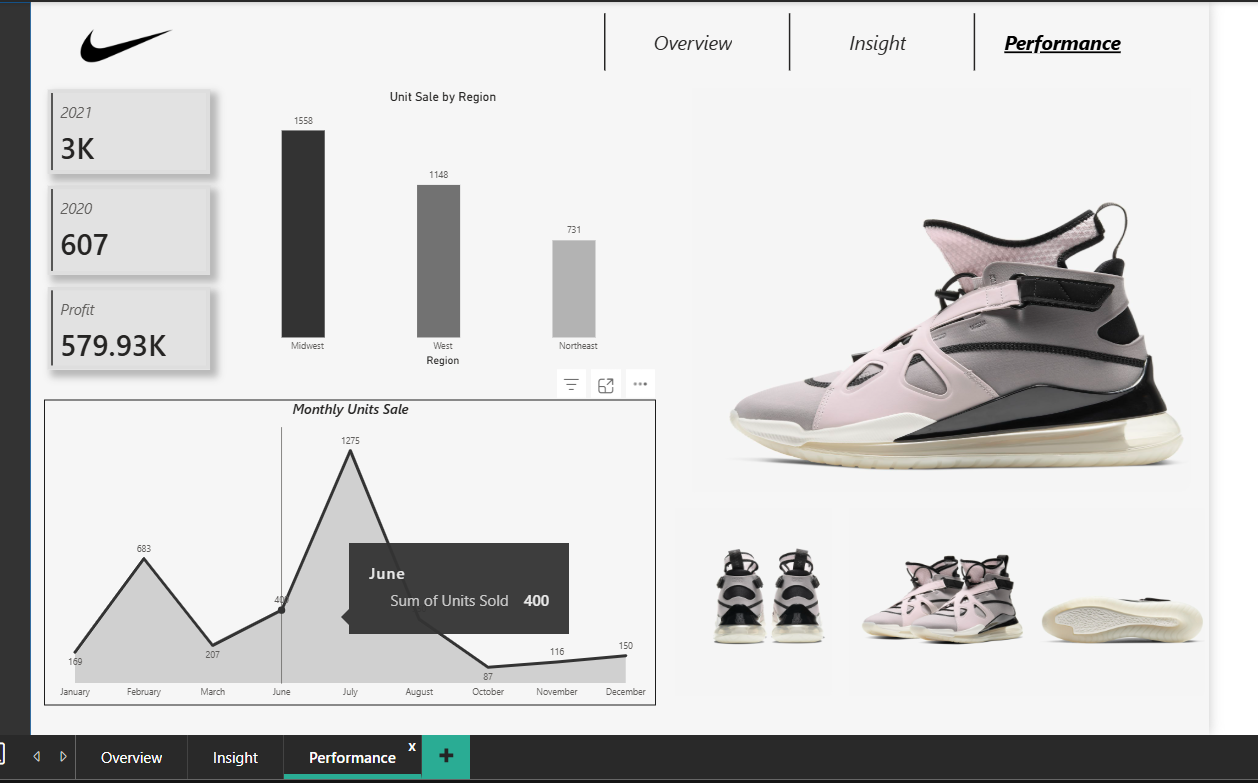 Overview
Insight
Performance
2021
3K
2020
607
Profit
579.93K
Unit Sale by Region
1558
1148
731
Midwest
West
Northeast
Region
Monthly Units Sale
1275
683
400
169
207
87
116
150
June
Sum of Units Sold 400
January February March June July August October November December
Overview
Insight
Performance
x
+